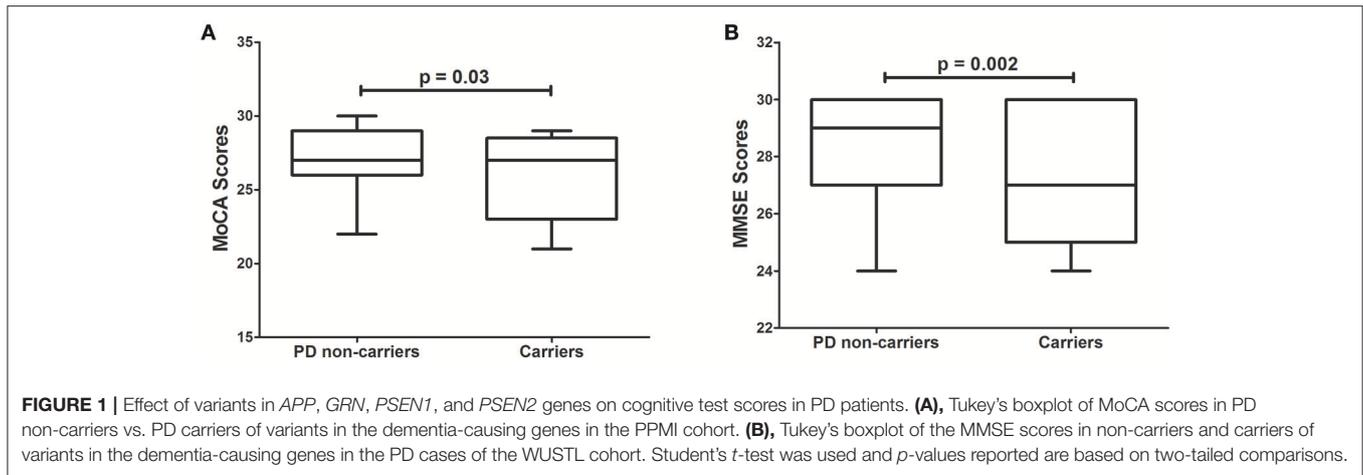 A
35
30
25
20
15
MoCA Scores
p = 0.03
PD non-carriers
Carriers
B
32
30
28
26
24
22
MMSE Scores
p = 0.002
PD non-carriers
Carriers
FIGURE 1 | Effect of variants in APP, GRN, PSEN1, and PSEN2 genes on cognitive test scores in PD patients. (A), Tukey's boxplot of MoCA scores in PD
non-carriers vs. PD carriers of variants in the dementia-causing genes in the PPMI cohort. (B), Tukey's boxplot of the MMSE scores in non-carriers and carriers of
variants in the dementia-causing genes in the PD cases of the WUSTL cohort. Student's t-test was used and p-values reported are based on two-tailed comparisons.